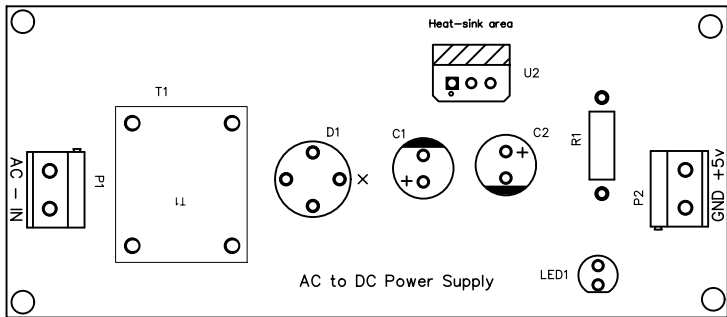 Heat-sink area
U2
T1
D1
C1
C2
R1
AC - IN
P1
T1
+
+
P2
GND +5v
LED1
AC to DC Power Supply